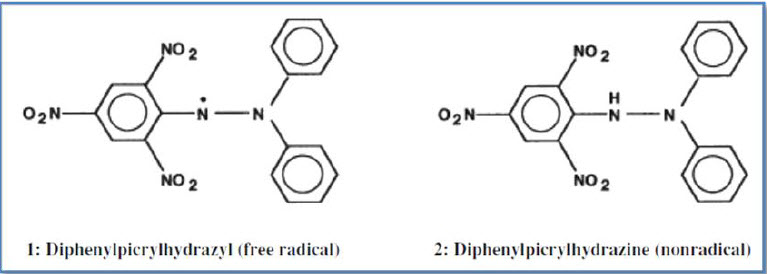 NO2
O2N
N
N
NO2
1: Diphenylpicrylhydrazyl (free radical)
NO2
O2N
H
N
N
NO2
2: Diphenylpicrylhydrazine (nonradical)